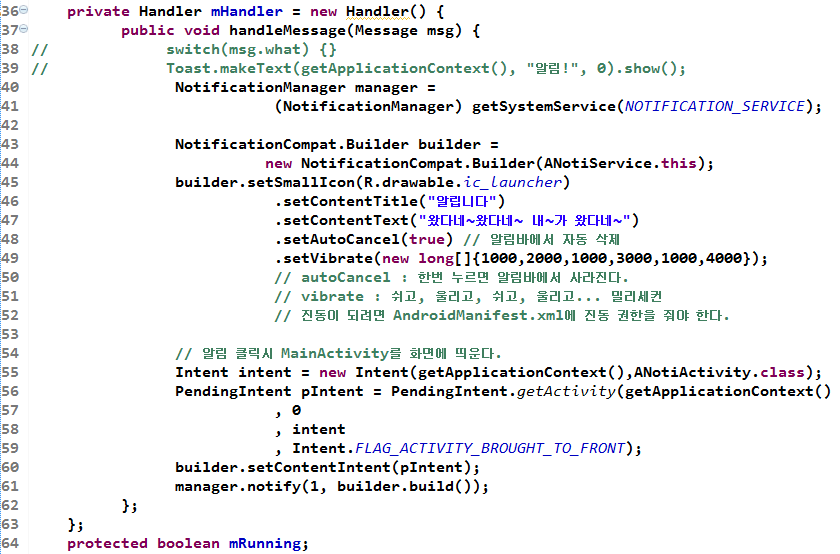 36 private Handler mHandler = new Handler() {
37 public void handleMessage(Message msg) {
38 // switch(msg.what) {}
39 // Toast.makeText(getApplicationContext(), "알림!", 0).show();
40 NotificationManager manager =
41 (NotificationManager) getSystemService(NOTIFICATION_SERVICE);
42
43 NotificationCompat.Builder builder =
44 new NotificationCompat.Builder(ANotiService.this);
45 builder.setSmallIcon(R.drawable.ic_launcher)
46 .setContentTitle("알립니다")
47 .setContentText("왔다네~왔다네~ 내~가 왔다네~")
48 .setAutoCancel(true) // 알림바에서 자동 삭제
49 .setVibrate(new long[]{1000,2000,1000,3000,1000,4000});
50 // autoCancel : 한번 누르면 알림바에서 사라진다.
51 // vibrate : 쉬고, 울리고, 쉬고, 울리고... 밀리세컨
52 // 진동이 되려면 AndroidManifest.xml에 진동 권한을 줘야 한다.
53
54 // 알림 클릭시 MainActivity를 화면에 띄운다.
55 Intent intent = new Intent(getApplicationContext(),ANotiActivity.class);
56 PendingIntent pIntent = PendingIntent.getActivity(getApplicationContext()
57 , 0
58 , intent
59 , Intent.FLAG_ACTIVITY_BROUGHT_TO_FRONT);
60 builder.setContentIntent(pIntent);
61 manager.notify(1, builder.build());
62 };
63 };
64 protected boolean mRunning;